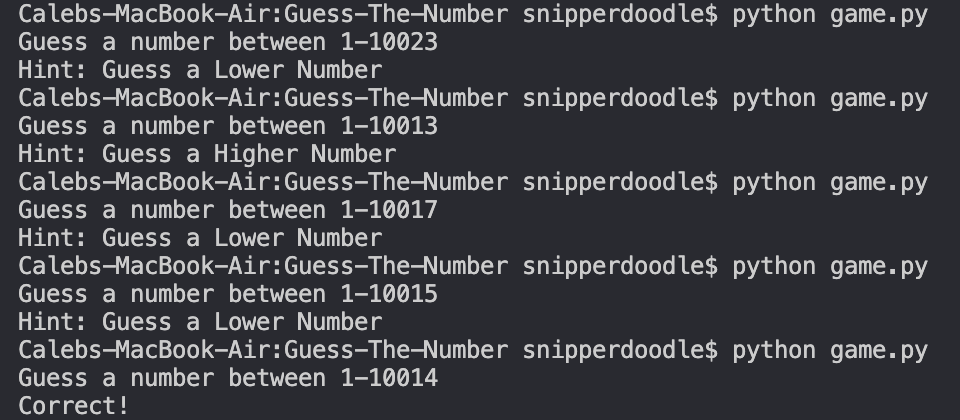 Calebs-MacBook-Air:Guess-The-Number snipperdoodle$ python game.py
Guess a number between 1-10023
Hint: Guess a Lower Number
Calebs-MacBook-Air:Guess-The-Number snipperdoodle$ python game.py
Guess a number between 1-10013
Hint: Guess a Higher Number
Calebs-MacBook-Air:Guess-The-Number snipperdoodle$ python game.py
Guess a number between 1-10017
Hint: Guess a Lower Number
Calebs-MacBook-Air:Guess-The-Number snipperdoodle$ python game.py
Guess a number between 1-10015
Hint: Guess a Lower Number
Calebs-MacBook-Air:Guess-The-Number snipperdoodle$ python game.py
Guess a number between 1-10014
Correct!